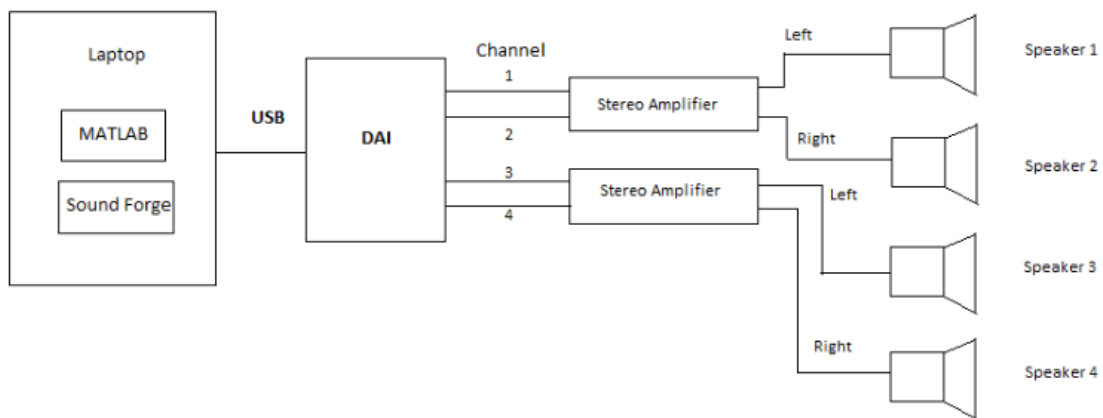 Laptop
MATLAB
Sound Forge
USB
DAI
Channel
1
2
3
4
Stereo Amplifier
Stereo Amplifier
Left
Right
Left
Right
Speaker 1
Speaker 2
Speaker 3
Speaker 4